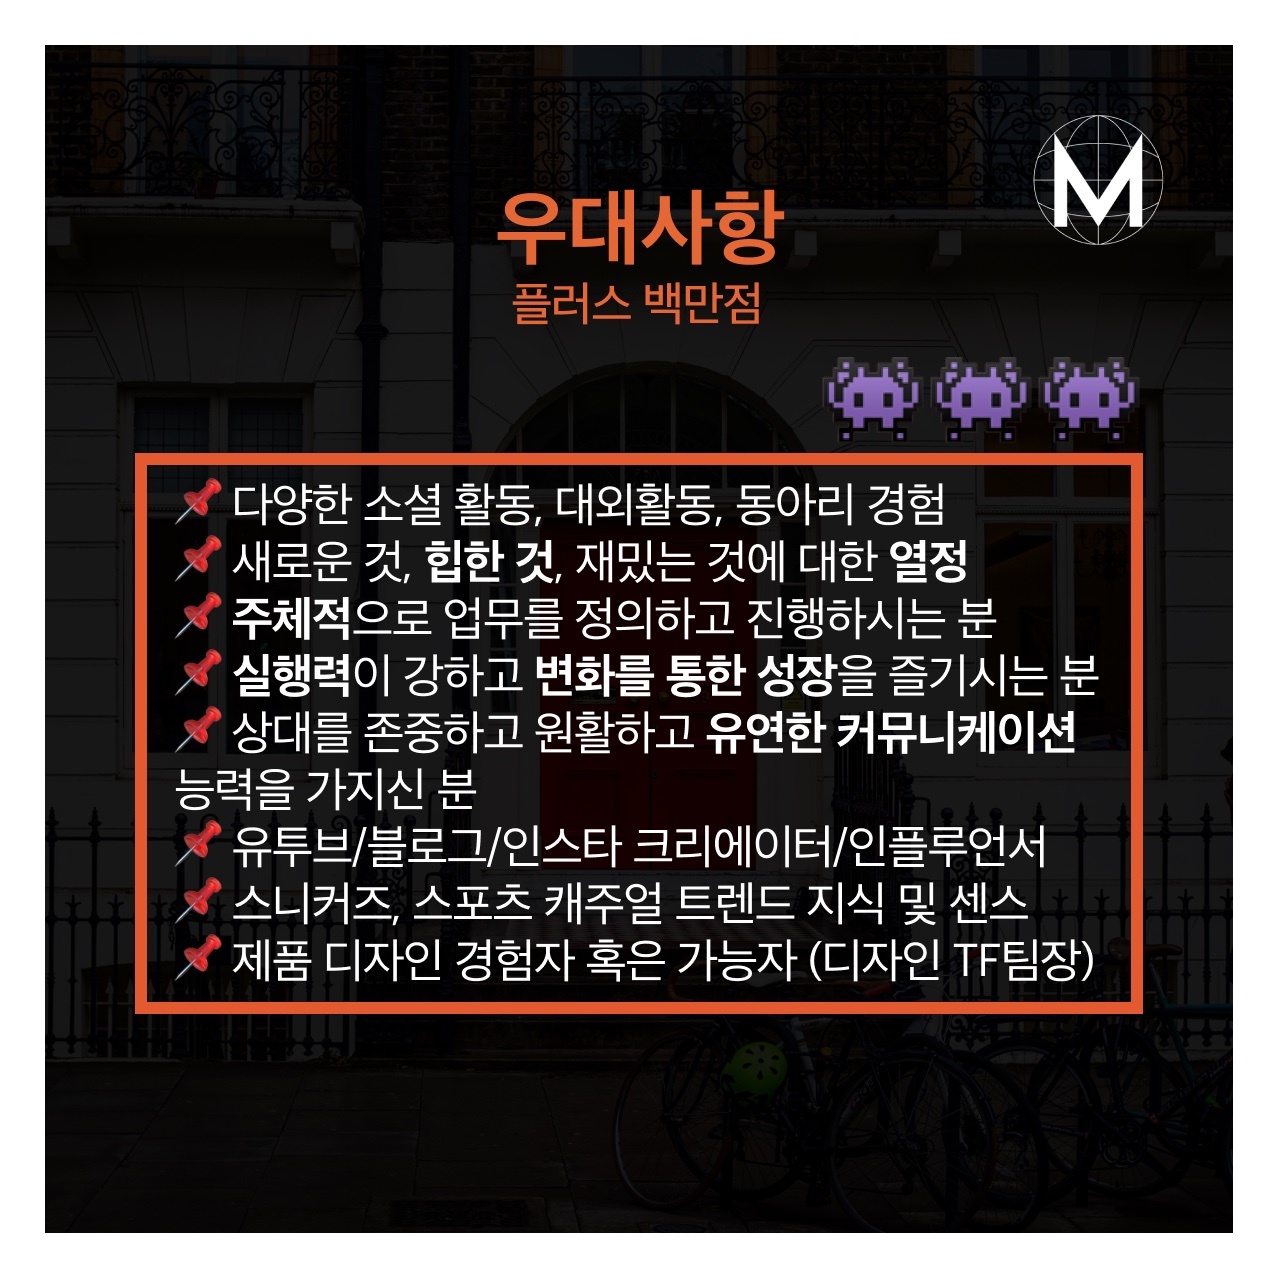 M
우대사항
플러스 백만점
👾👾👾
📌 다양한 소셜 활동, 대외활동, 동아리 경험
📌 새로운 것, 힙한 것, 재밌는 것에 대한 열정
📌 주체적으로 업무를 정의하고 진행하시는 분
📌 실행력이 강하고 변화를 통한 성장을 즐기시는 분
📌 상대를 존중하고 원활하고 유연한 커뮤니케이션
능력을 가지신 분
📌 유투브/블로그/인스타 크리에이터/인플루언서
📌 스니커즈, 스포츠 캐주얼 트렌드 지식 및 센스
📌 제품 디자인 경험자 혹은 가능자 (디자인 TF팀장)